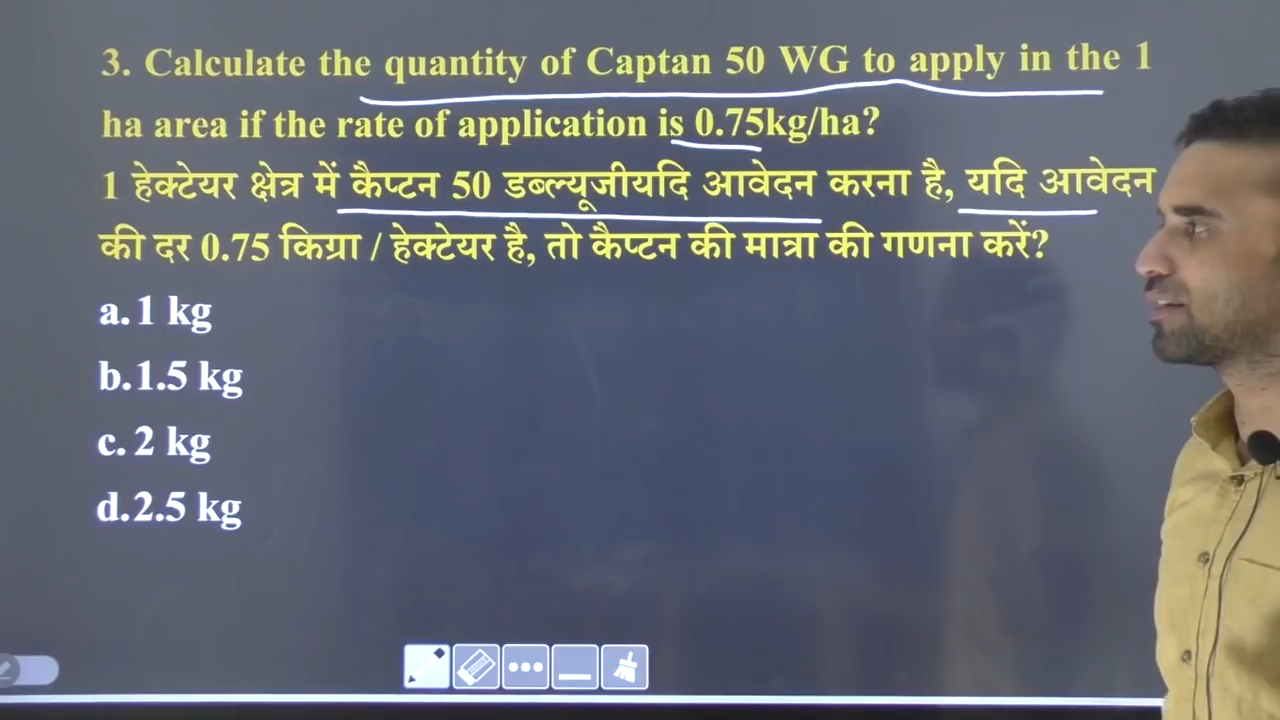 3. Calculate the quantity of Captan 50 WG to apply in the 1
ha area if the rate of application is 0.75kg/ha?
1 हेक्टेयर क्षेत्र में कैप्टन 50 डब्ल्यूजीयदि आवेदन करना है, यदि आवेदन
की दर 0.75 किग्रा / हेक्टेयर है, तो कैप्टन की मात्रा की गणना करें?
a. 1 kg
b.1.5 kg
c. 2 kg
d.2.5 kg